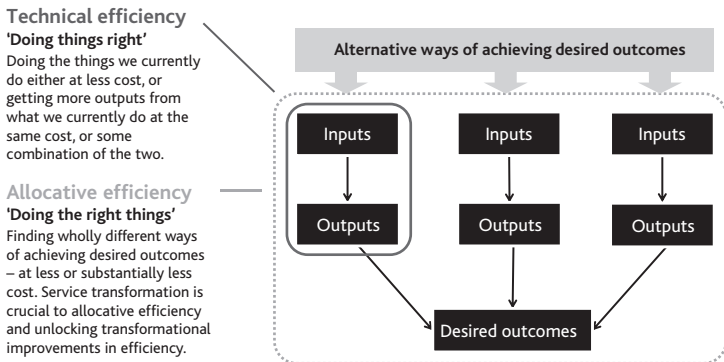 Technical efficiency
‘Doing things right’
Doing the things we currently
do either at less cost, or
getting more outputs from
what we currently do at the
same cost, or some
combination of the two.
Allocative efficiency
‘Doing the right things’
Finding wholly different ways
of achieving desired outcomes
– at less or substantially less
cost. Service transformation is
crucial to allocative efficiency
and unlocking transformational
improvements in efficiency.
Alternative ways of achieving desired outcomes
Inputs
Inputs
Inputs
Outputs
Outputs
Outputs
Desired outcomes